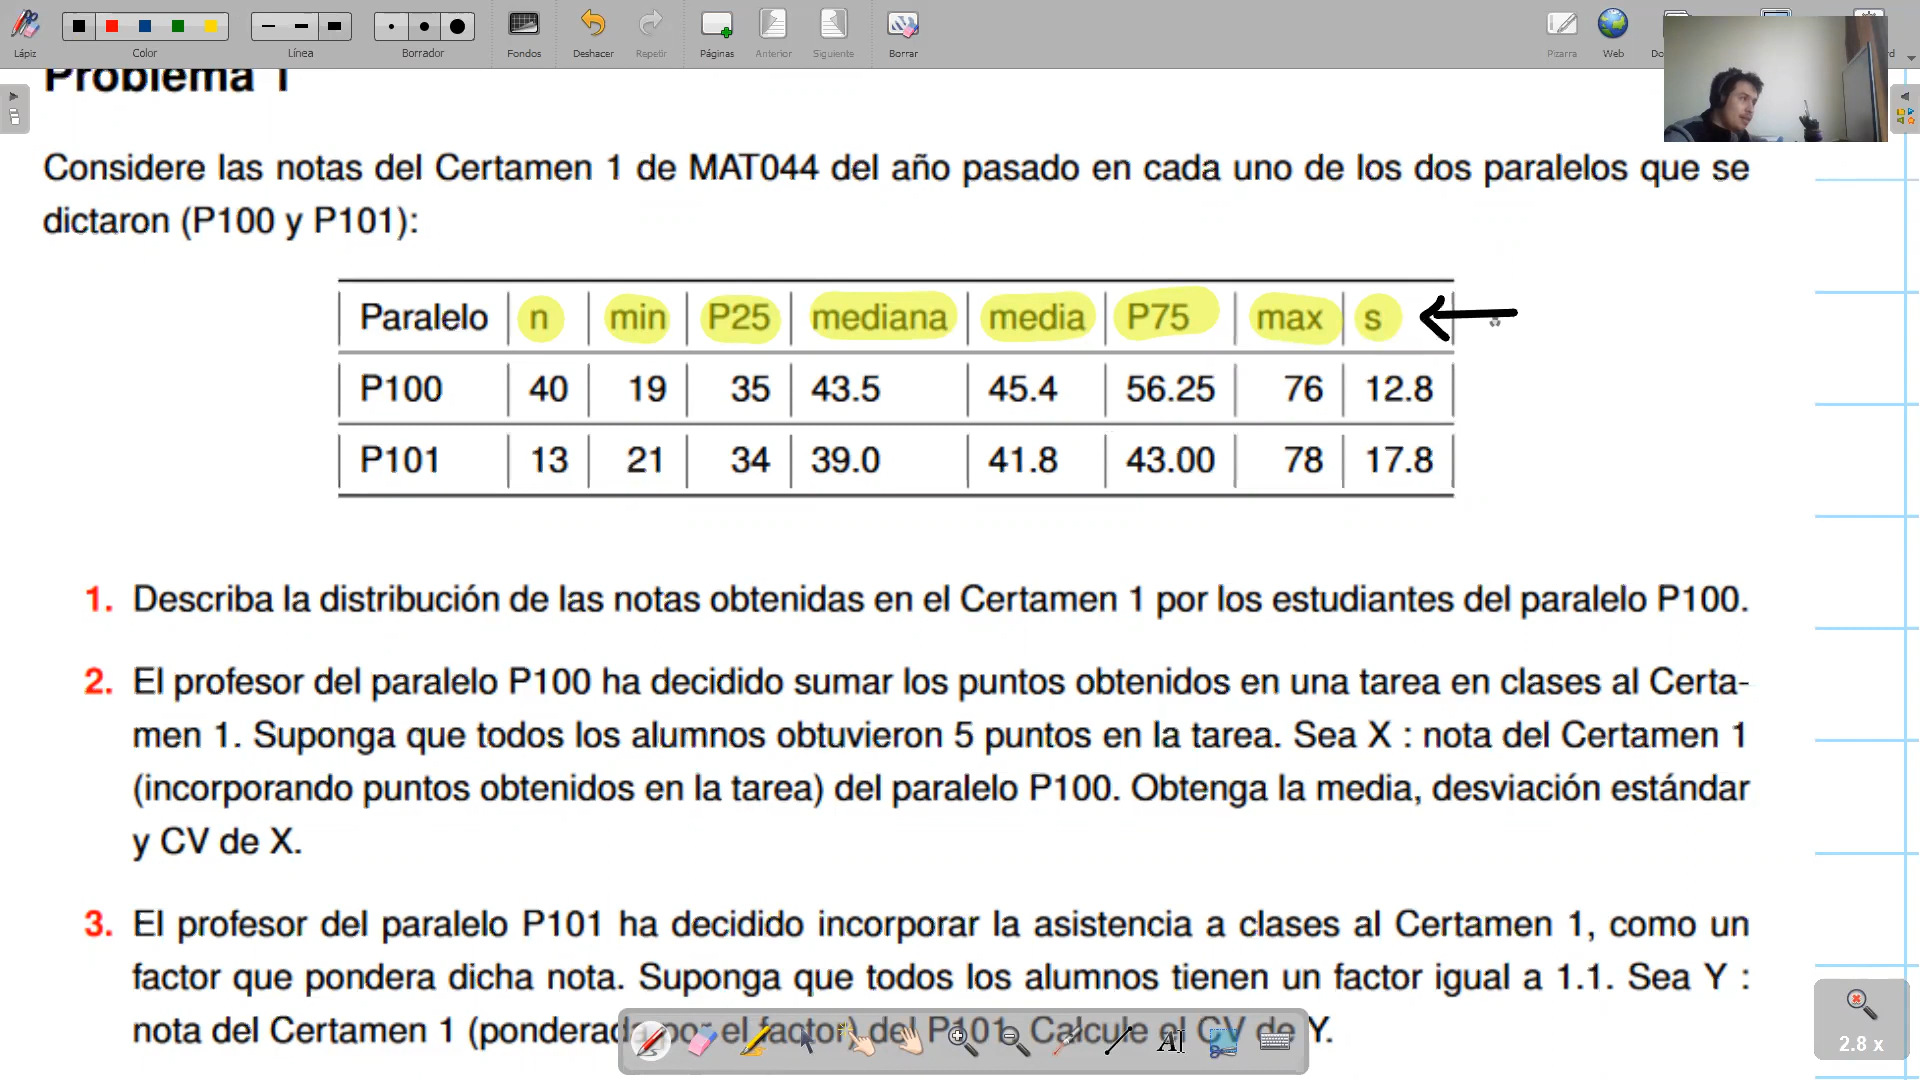 Lápiz Color Línea Borrador Fondos Deshacer Repetir Páginas Anterior Siguiente Borrar Pizarra Web
Problema 1
Considere las notas del Certamen 1 de MAT044 del año pasado en cada uno de los dos paralelos que se
dictaron (P100 y P101):
Paralelo n min P25 mediana media P75 max s
P100 40 19 35 43.5 45.4 56.25 76 12.8
P101 13 21 34 39.0 41.8 43.00 78 17.8
1. Describa la distribución de las notas obtenidas en el Certamen 1 por los estudiantes del paralelo P100.
2. El profesor del paralelo P100 ha decidido sumar los puntos obtenidos en una tarea en clases al Certa-
men 1. Suponga que todos los alumnos obtuvieron 5 puntos en la tarea. Sea X : nota del Certamen 1
(incorporando puntos obtenidos en la tarea) del paralelo P100. Obtenga la media, desviación estándar
y CV de X.
3. El profesor del paralelo P101 ha decidido incorporar la asistencia a clases al Certamen 1, como un
factor que pondera dicha nota. Suponga que todos los alumnos tienen un factor igual a 1.1. Sea Y :
nota del Certamen 1 (ponderada por el factor) del P101. Calcule el CV de Y.
2.8 x